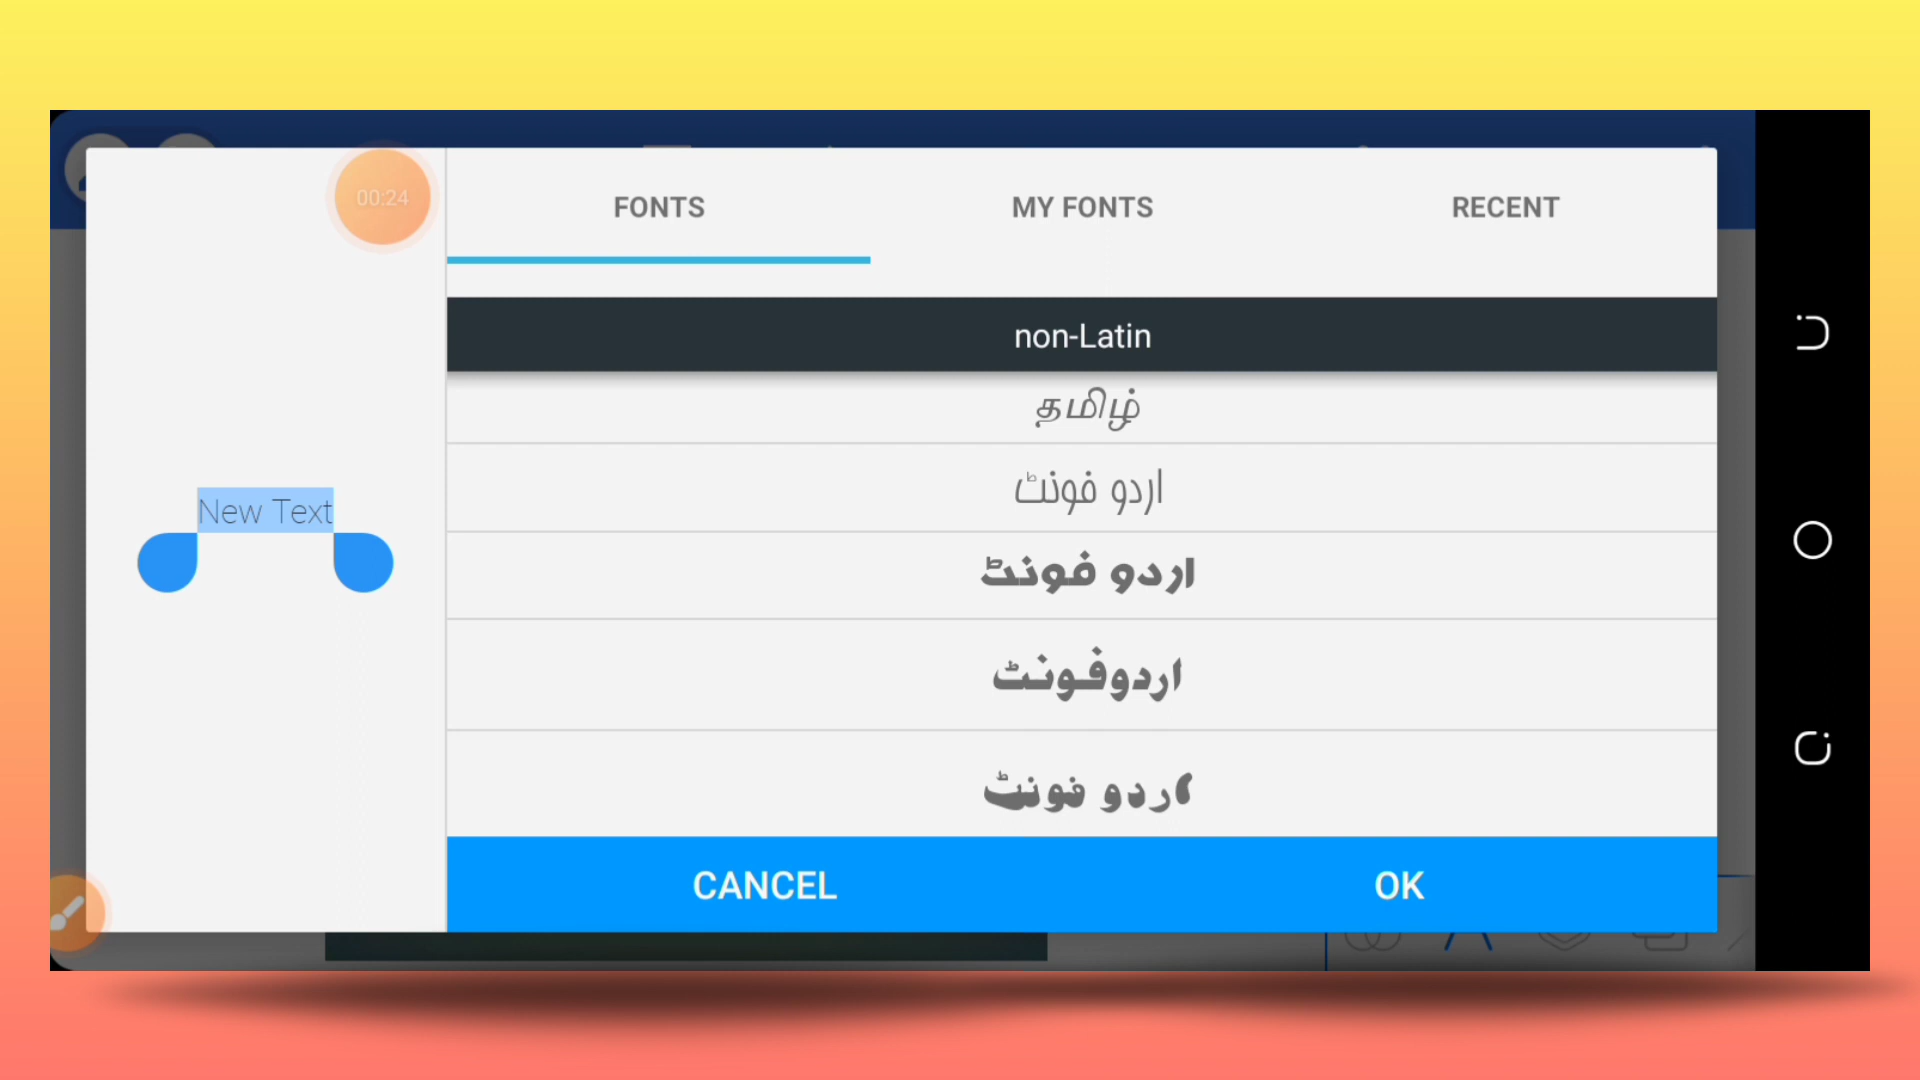 00:24
FONTS
MY FONTS
RECENT
non-Latin
தமிழ்
New Text
اردو فونٹ
اردو فونٹ
اردوفونٹ
اردو فونٹ
CANCEL
OK